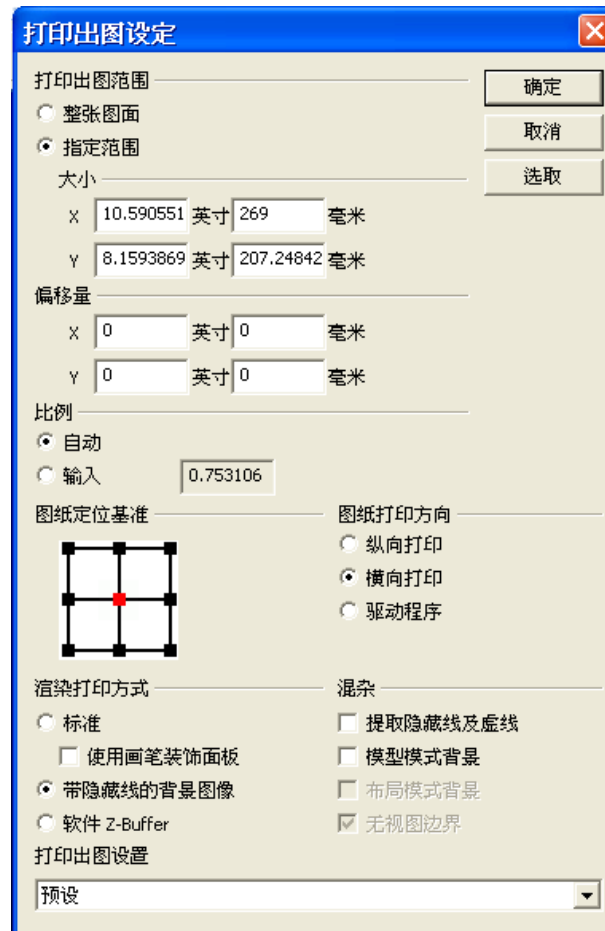 打印出图设定
打印出图范围
确定
整张图面
取消
指定范围
选取
大小
X 10.590551 英寸 269 毫米
Y 8.1593869 英寸 207.24842 毫米
偏移量
X 0 英寸 0 毫米
Y 0 英寸 0 毫米
比例
自动
输入 0.753106
图纸定位基准
图纸打印方向
纵向打印
横向打印
驱动程序
渲染打印方式
混杂
标准
提取隐藏线及虚线
使用画笔装饰面板
模型模式背景
带隐藏线的背景图像
布局模式背景
软件 Z-Buffer
无视图边界
打印出图设置
预设